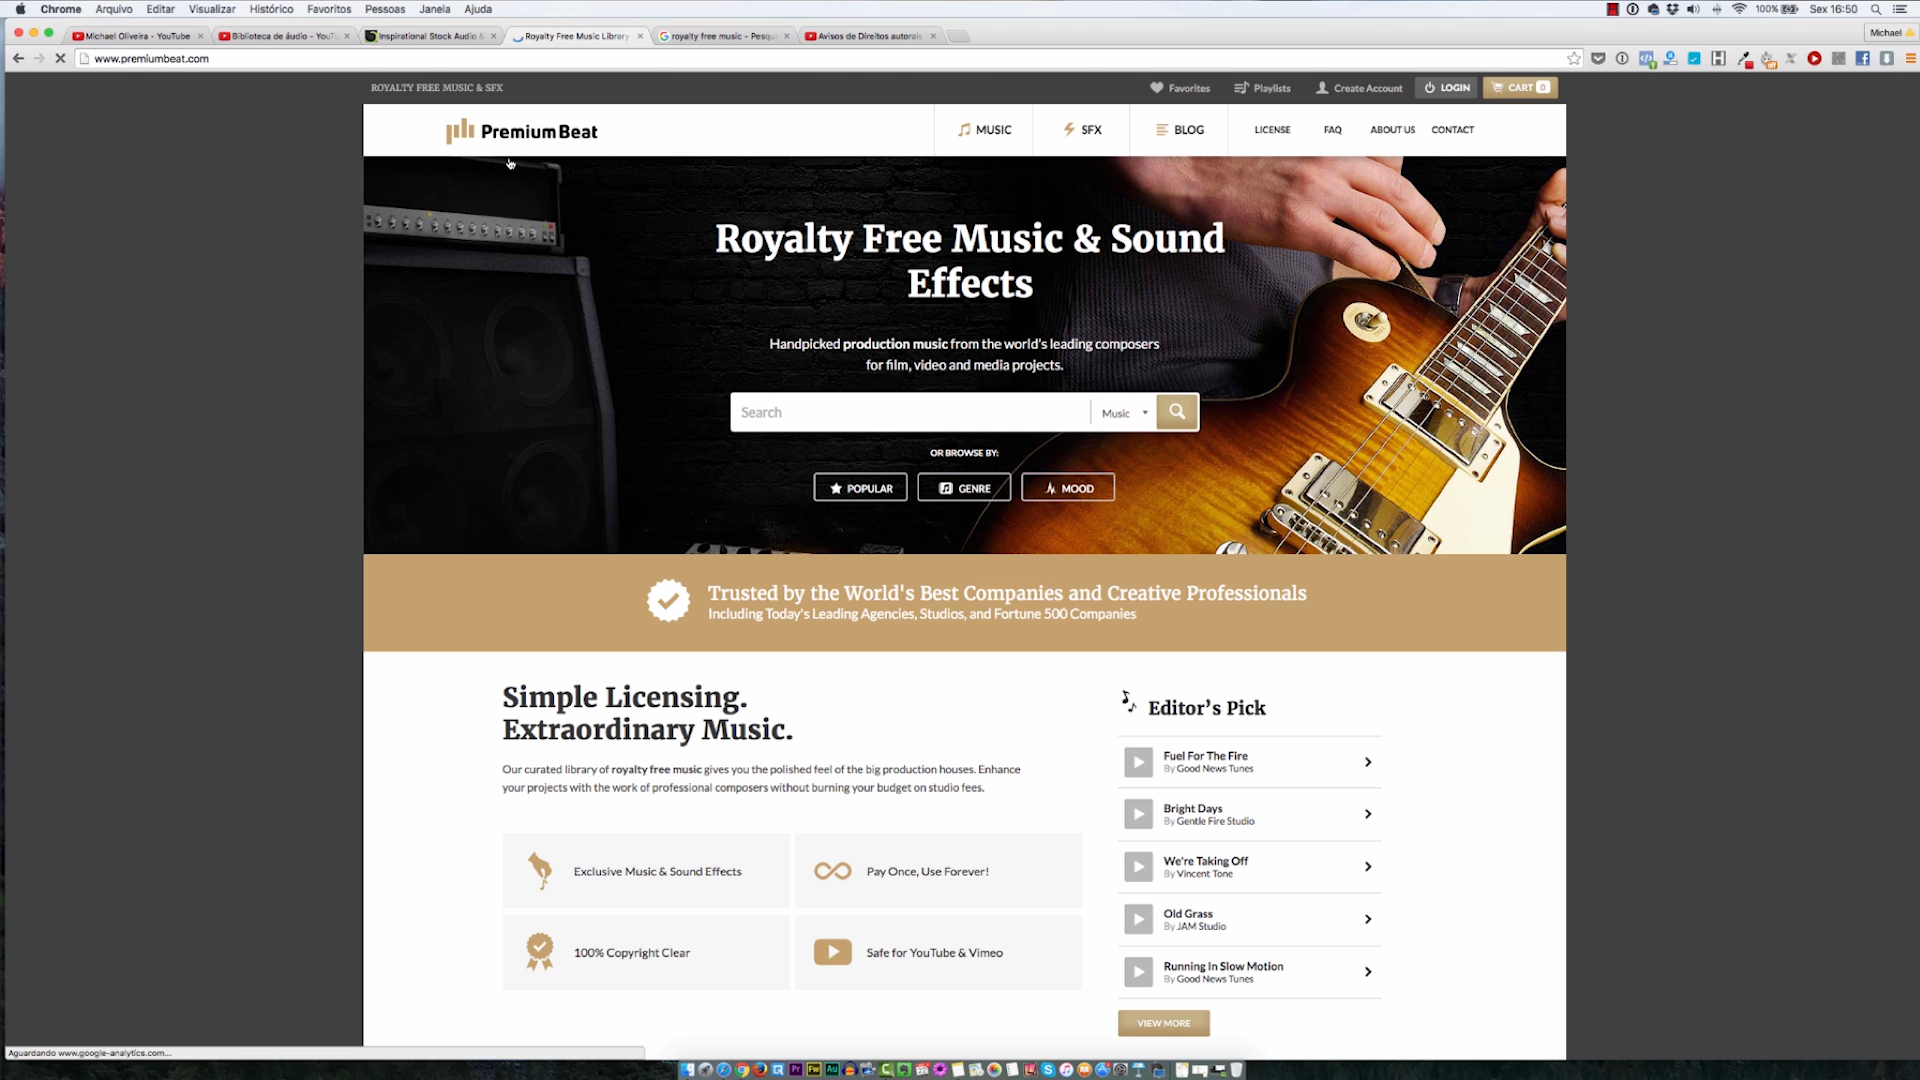 Chrome Arquivo Editar Visualizar Histórico Favoritos Pessoas Janela Ajuda
100% Sex 16:50
Michael Oliveira - YouTube
Biblioteca de áudio - YouTu
Inspirational Stock Audio &
Royalty Free Music Library
royalty free music - Pesqui
Avisos de Direitos autorais
Michael
www.premiumbeat.com
ROYALTY FREE MUSIC & SFX
Favorites Playlists Create Account LOGIN CART 0
PremiumBeat
MUSIC SFX BLOG LICENSE FAQ ABOUT US CONTACT
Royalty Free Music & Sound
Effects
Handpicked production music from the world's leading composers
for film, video and media projects.
Search Music
OR BROWSE BY:
POPULAR GENRE MOOD
Trusted by the World's Best Companies and Creative Professionals
Including Today's Leading Agencies, Studios, and Fortune 500 Companies
Simple Licensing.
Extraordinary Music.
Our curated library of royalty free music gives you the polished feel of the big production houses. Enhance
your projects with the work of professional composers without burning your budget on studio fees.
Exclusive Music & Sound Effects
Pay Once, Use Forever!
100% Copyright Clear
Safe for YouTube & Vimeo
Editor's Pick
Fuel For The Fire
By Good News Tunes
Bright Days
By Gentle Fire Studio
We're Taking Off
By Vincent Tone
Old Grass
By JAM Studio
Running In Slow Motion
By Good News Tunes
VIEW MORE
Aguardando www.google-analytics.com...